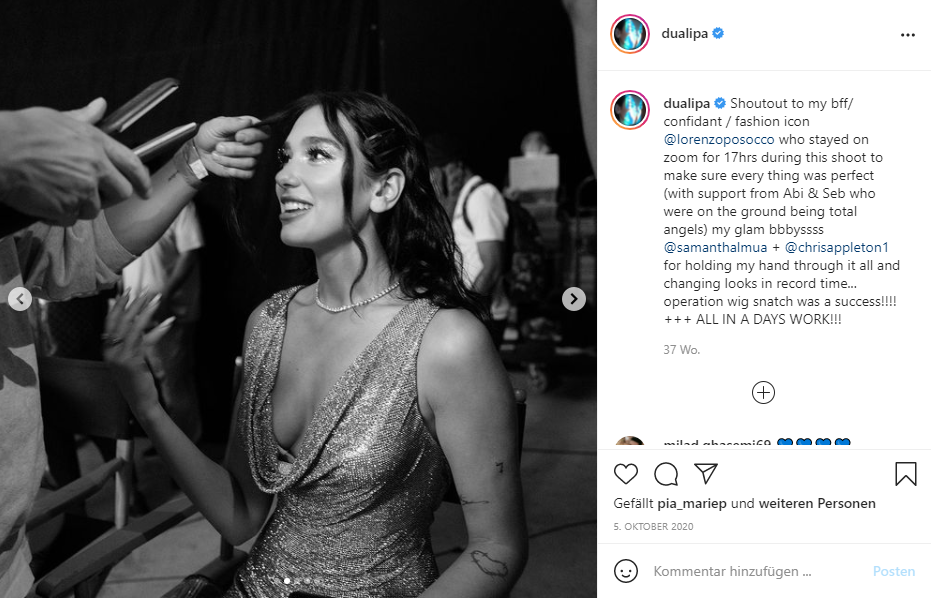 dualipa
dualipa Shoutout to my bff/
confidant / fashion icon
@lorenzoposocco who stayed on
zoom for 17hrs during this shoot to
make sure every thing was perfect
(with support from Abi & Seb who
were on the ground being total
angels) my glam bbbyssss
@samanthalmua + @chrisappleton1
for holding my hand through it all and
changing looks in record time...
operation wig snatch was a success!!!!
+++ ALL IN A DAYS WORK!!!
37 Wo.
milad.ghasemi69 💙💙💙💙
Gefällt pia_mariep und weiteren Personen
5. OKTOBER 2020
Kommentar hinzufügen ...
Posten